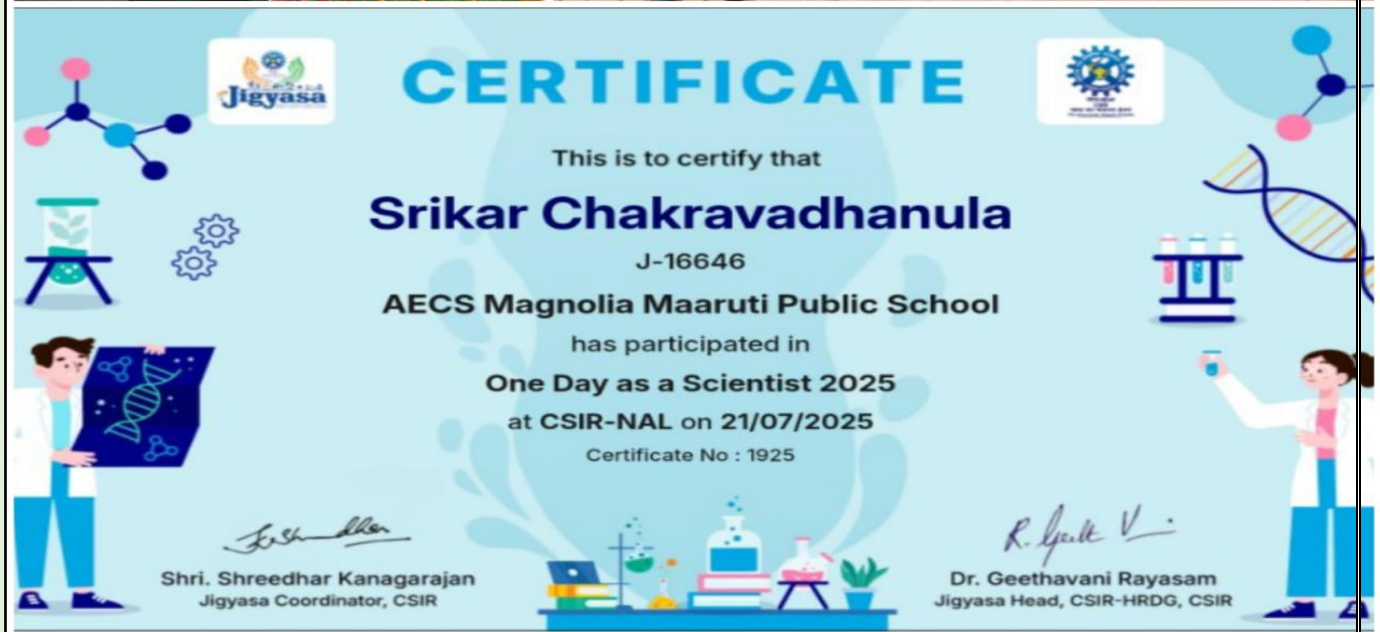 Jigyasa
CERTIFICATE
This is to certify that
Srikar Chakravadhanula
J-16646
AECS Magnolia Maaruti Public School
has participated in
One Day as a Scientist 2025
at CSIR-NAL on 21/07/2025
Certificate No : 1925
Shri. Shreedhar Kanagarajan
Jigyasa Coordinator, CSIR
R. Geetha V
Dr. Geethavani Rayasam
Jigyasa Head, CSIR-HRDG, CSIR